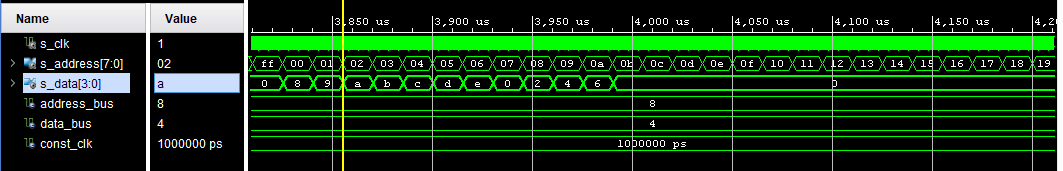 Name Value 3,850 us 3,900 us 3,950 us 4,000 us 4,050 us 4,100 us 4,150 us 4,2
s_clk 1
s_address[7:0] 02 ff 00 01 02 03 04 05 06 07 08 09 0a 0b 0c 0d 0e 0f 10 11 12 13 14 15 16 17 18 19
s_data[3:0] a 0 8 9 a b c d e 0 2 4 6 0
address_bus 8 8
data_bus 4 4
const_clk 1000000 ps 1000000 ps